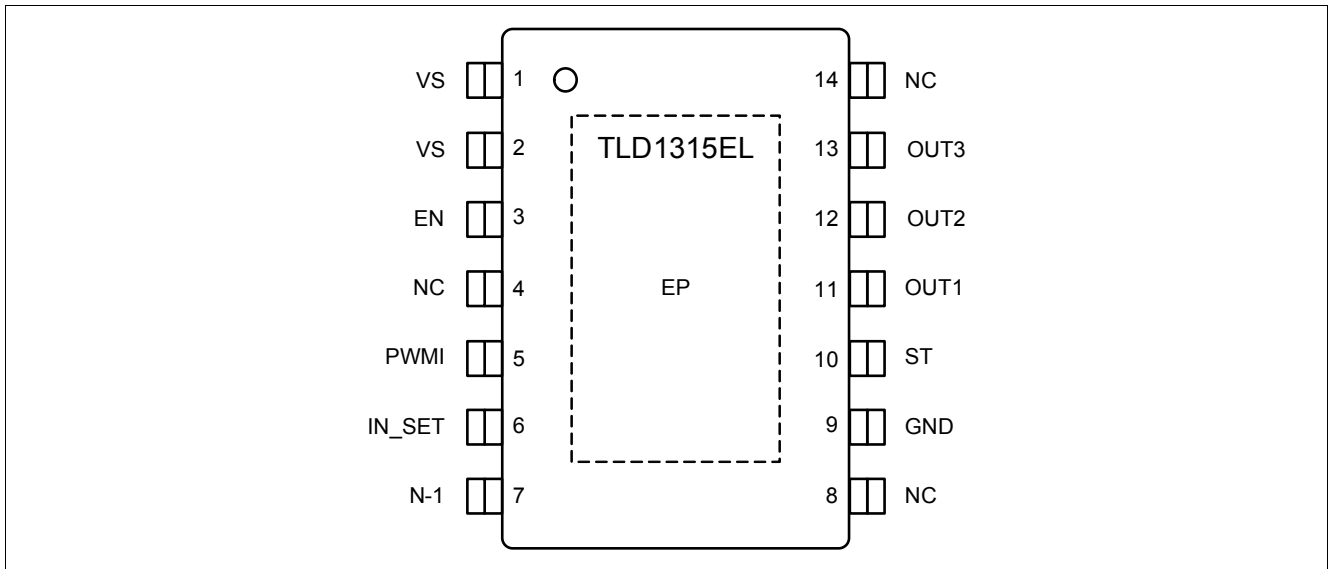 VS 1 14 NC
VS 2 TLD1315EL 13 OUT3
EN 3 12 OUT2
NC 4 EP 11 OUT1
PWMI 5 10 ST
IN_SET 6 9 GND
N-1 7 8 NC